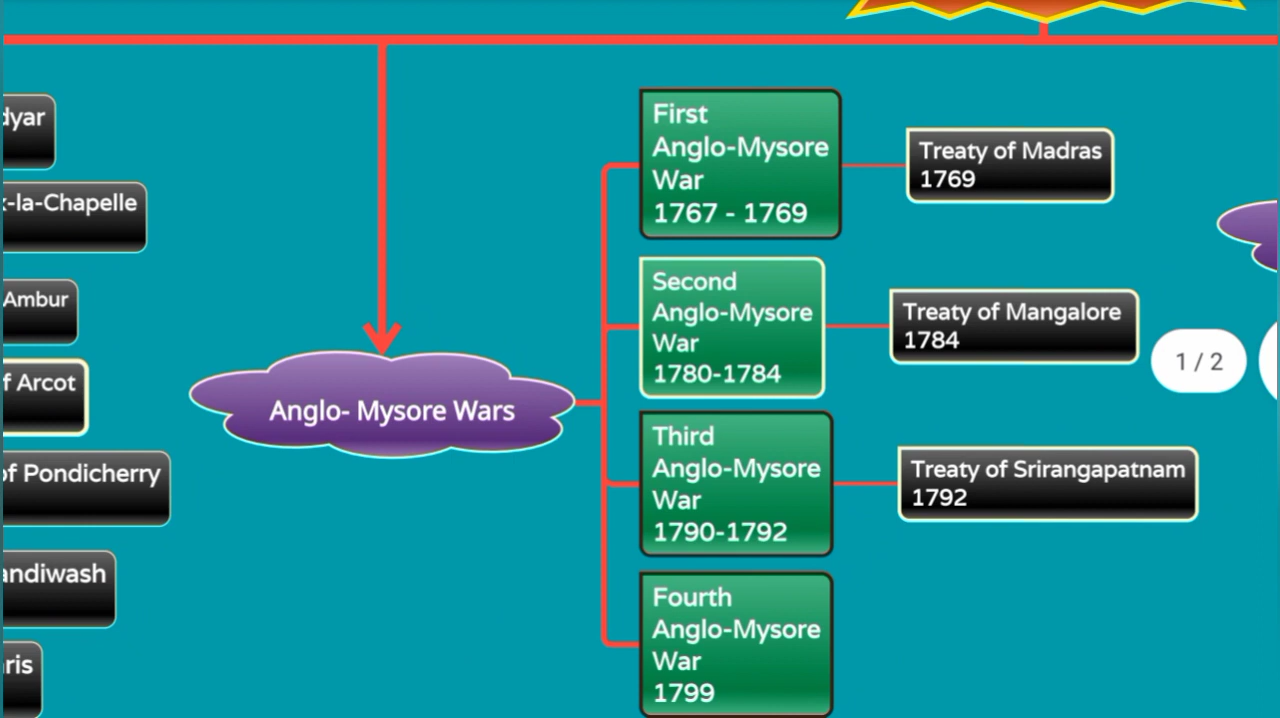 -la-Chapelle
Ambur
Arcot
of Pondicherry
Anglo- Mysore Wars
First
Anglo-Mysore
War
1767 - 1769
Treaty of Madras
1769
Second
Anglo-Mysore
War
1780-1784
Treaty of Mangalore
1784
Third
Anglo-Mysore
War
1790-1792
Treaty of Srirangapatnam
1792
Fourth
Anglo-Mysore
War
1799
1 / 2